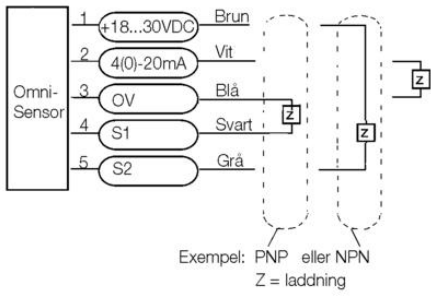 Omni-
Sensor
1 +18...30VDC Brun
2 4(0)-20mA Vit
3 OV Blå
4 S1 Svart
5 S2 Grå
Z
Z
Z
Exempel: PNP eller NPN
Z = laddning